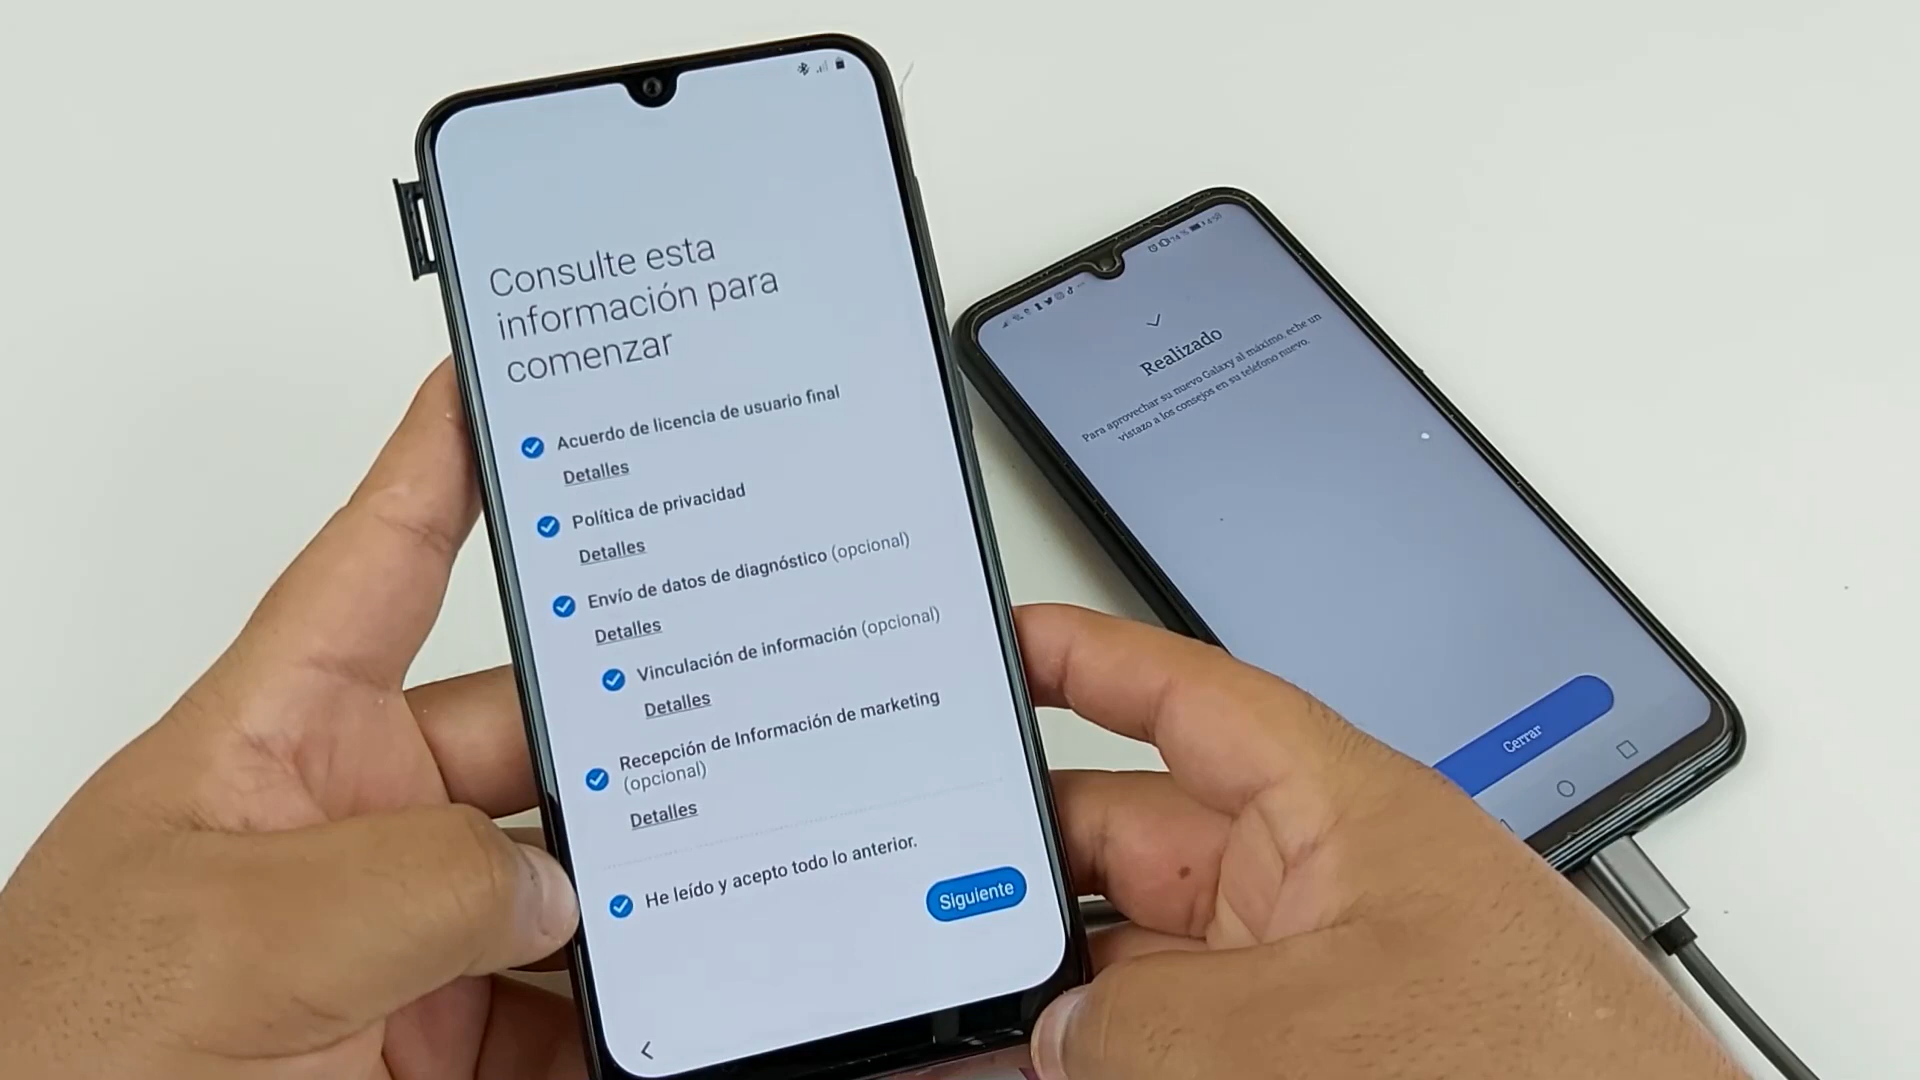 Consulte esta
información para
comenzar
Acuerdo de licencia de usuario final
Detalles
Política de privacidad
Detalles
Envío de datos de diagnóstico (opcional)
Detalles
Vinculación de información (opcional)
Detalles
Recepción de Información de marketing
(opcional)
Detalles
He leído y acepto todo lo anterior.
Siguiente
Realizado
Para aprovechar su nuevo Galaxy al máximo, eche un
vistazo a los consejos en su teléfono nuevo.
Cerrar